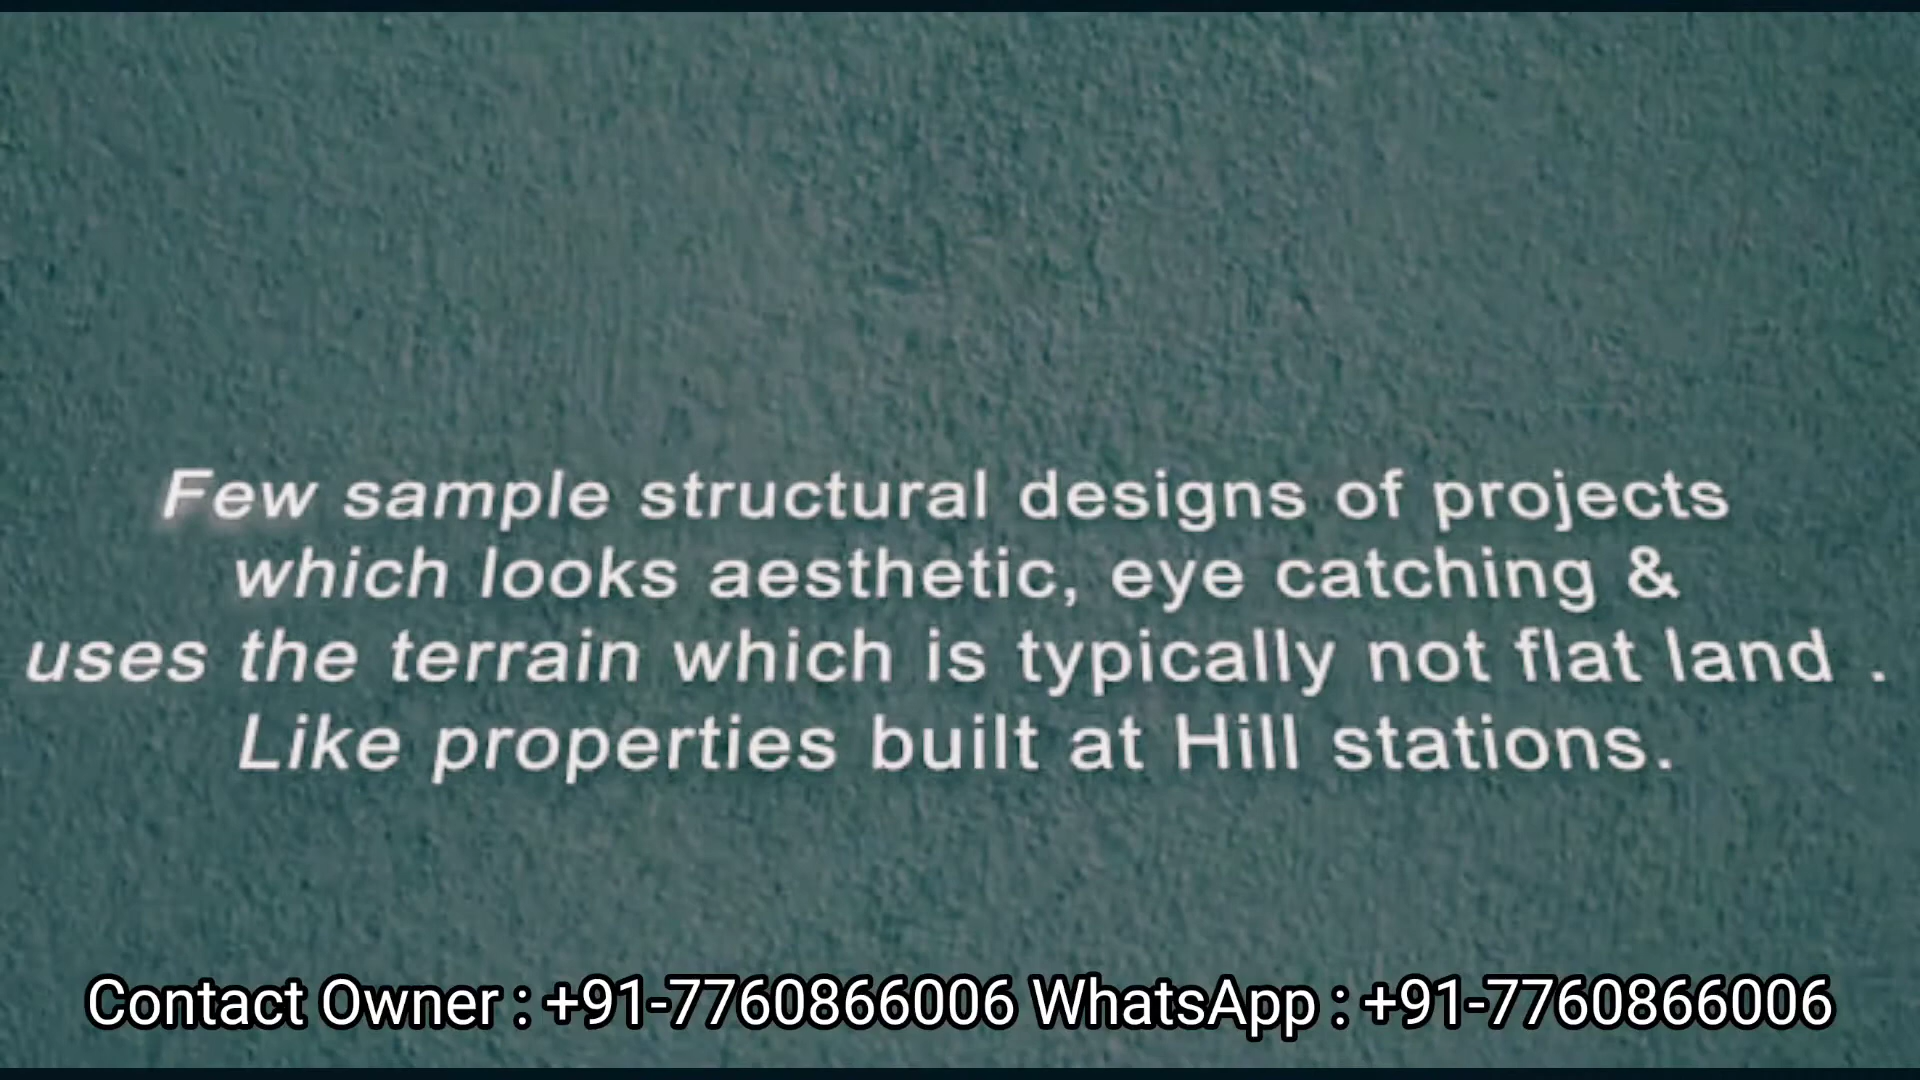 Few sample structural designs of projects
which looks aesthetic, eye catching &
uses the terrain which is typically not flat land .
Like properties built at Hill stations.
Contact Owner : +91-7760866006 WhatsApp : +91-7760866006